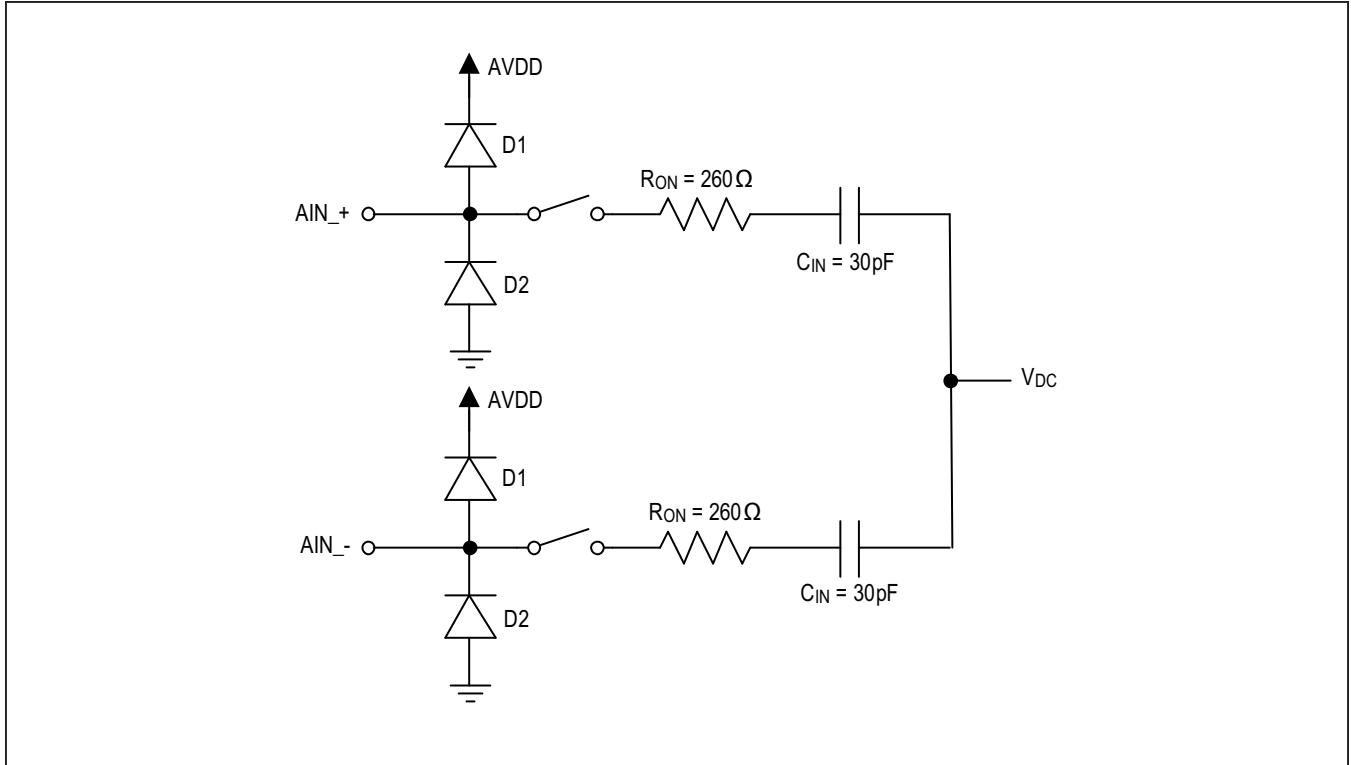 AVDD
D1
RON = 260Ω
AIN_+
CIN = 30pF
D2
VDC
AVDD
D1
RON = 260Ω
AIN_-
CIN = 30pF
D2